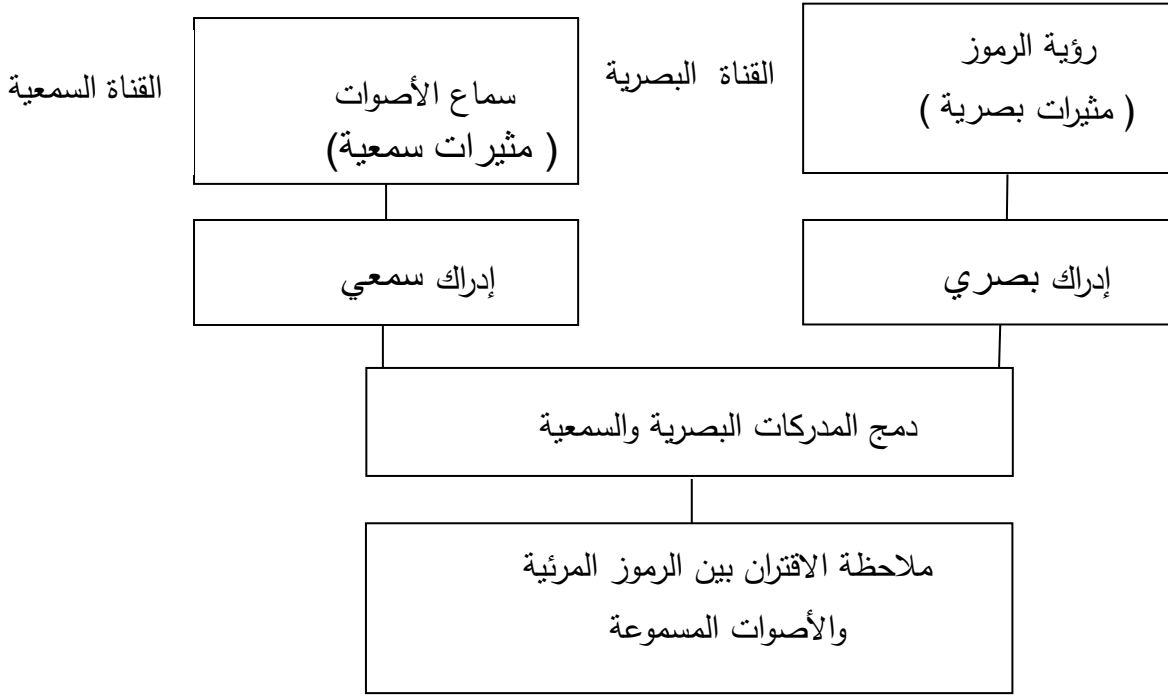 رؤية الرموز
( مثيرات بصرية )
القناة البصرية
سماع الأصوات
( مثيرات سمعية)
القناة السمعية
إدراك بصري
إدراك سمعي
دمج المدركات البصرية والسمعية
ملاحظة الاقتران بين الرموز المرئية
والأصوات المسموعة